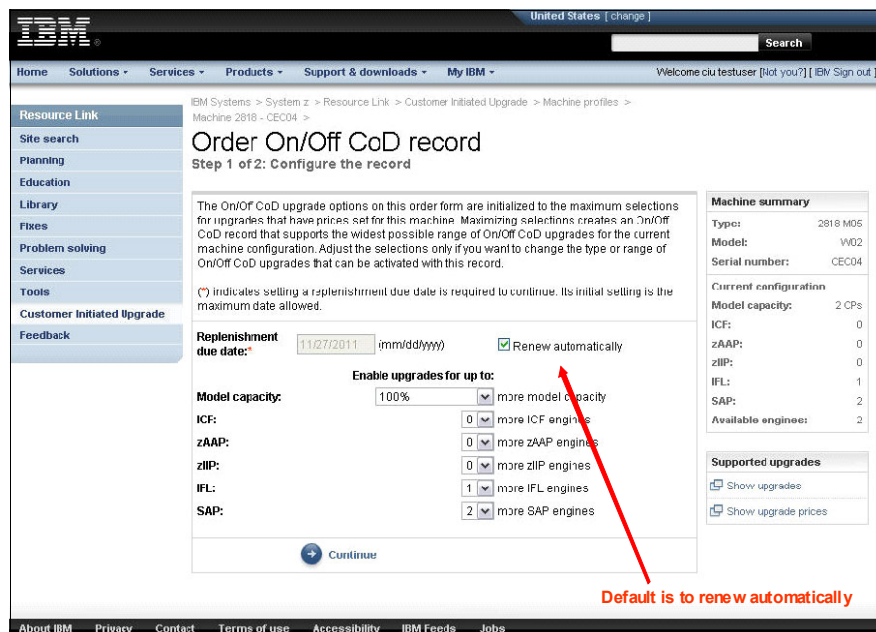 United States [ change ]
IBM
Search
Home Solutions Services Products Support & downloads My IBM Welcome ciu testuser [Not you?] [ IBM Sign out ]
IBM Systems > System z > Resource Link > Customer Initiated Upgrade > Machine profiles >
Machine 2818 - CEC04 >
Resource Link
Site search
Planning
Education
Library
Fixes
Problem solving
Services
Tools
Customer Initiated Upgrade
Feedback
Order On/Off CoD record
Step 1 of 2: Configure the record
The On/Off CoD upgrade options on this order form are initialized to the maximum selections
for upgrades that have prices set for this machine. Maximizing selections creates an On/Off
CoD record that supports the widest possible range of On/Off CoD upgrades for the current
machine configuration. Adjust the selections only if you want to change the type or range of
On/Off CoD upgrades that can be activated with this record.
(*) indicates setting a replenishment due date is required to continue. Its initial setting is the
maximum date allowed.
Replenishment
due date:* 11/27/2011 (mm/dd/yyyy) Renew automatically
Enable upgrades for up to:
Model capacity: 100% more model capacity
ICF: 0 more ICF engines
zAAP: 0 more zAAP engines
zIIP: 0 more zIIP engines
IFL: 1 more IFL engines
SAP: 2 more SAP engines
Continue
Machine summary
Type: 2818 M05
Model: W02
Serial number: CEC04
Current configuration
Model capacity: 2 CPs
ICF: 0
zAAP: 0
zIIP: 0
IFL: 1
SAP: 2
Available engines: 2
Supported upgrades
Show upgrades
Show upgrade prices
Default is to renew automatically
About IBM Privacy Contact Terms of use Accessibility IBM Feeds Jobs